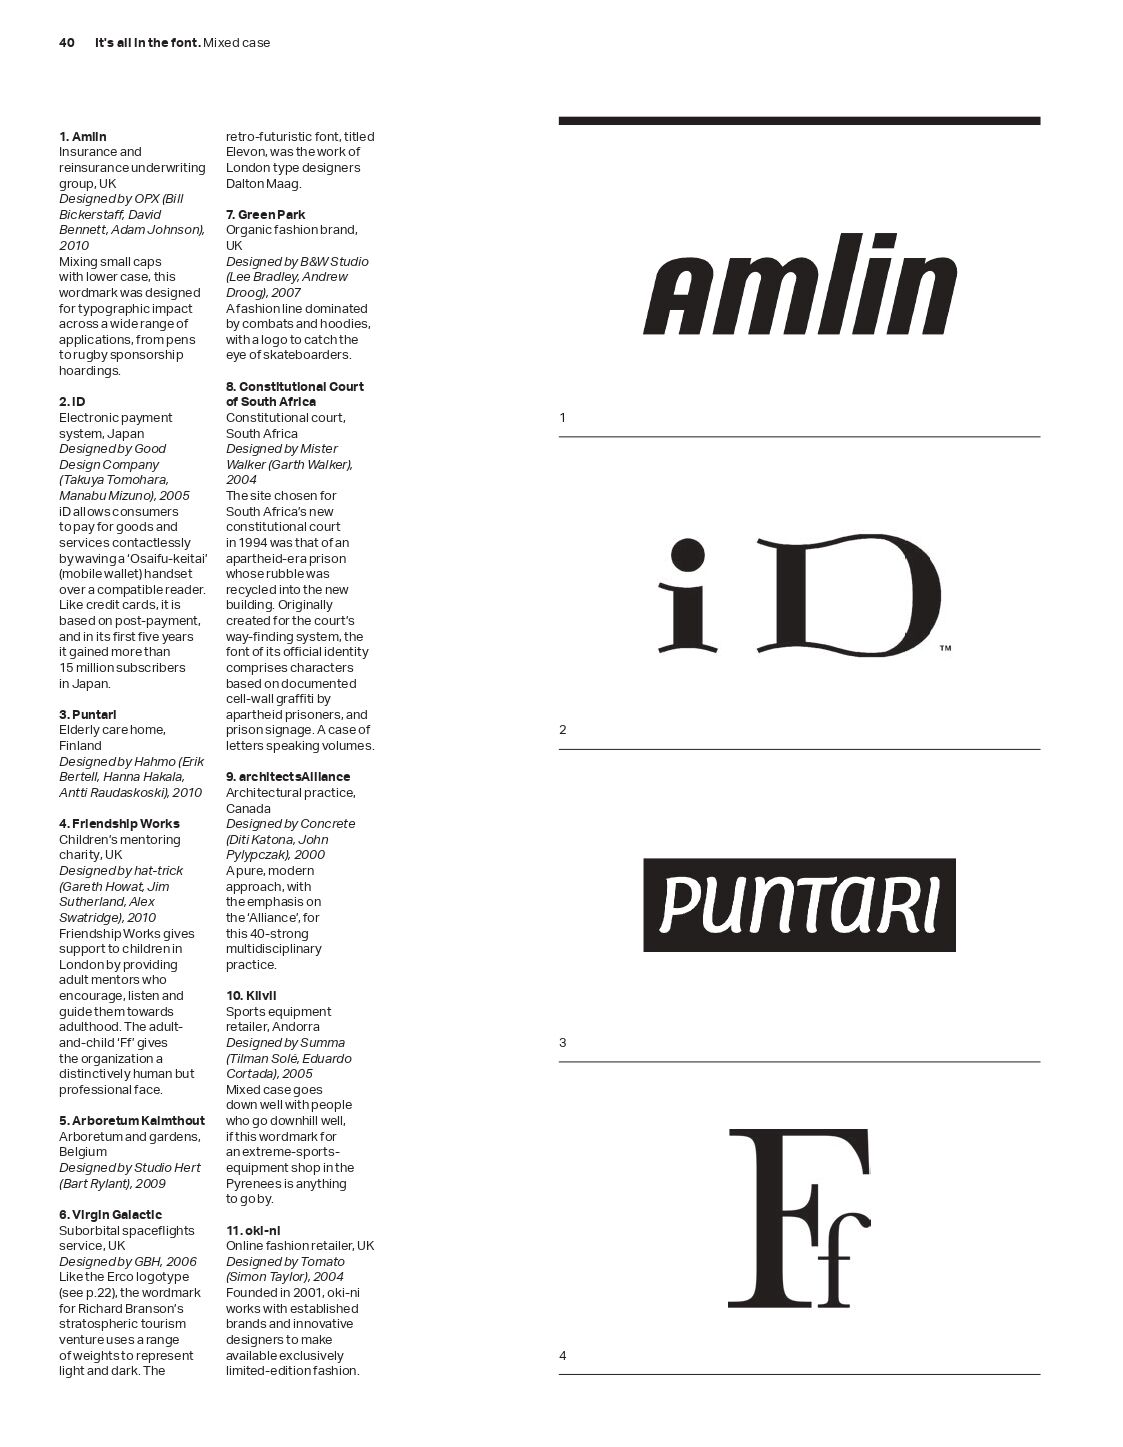 40 It's all in the font. Mixed case
1. Amlin
Insurance and
reinsurance underwriting
group, UK
Designed by OPX (Bill
Bickerstaff, David
Bennett, Adam Johnson),
2010
Mixing small caps
with lower case, this
wordmark was designed
for typographic impact
across a wide range of
applications, from pens
to rugby sponsorship
hoardings.
2. iD
Electronic payment
system, Japan
Designed by Good
Design Company
(Takuya Tomohara,
Manabu Mizuno), 2005
iD allows consumers
to pay for goods and
services contactlessly
by waving a ‘Osaifu-keitai’
(mobile wallet) handset
over a compatible reader.
Like credit cards, it is
based on post-payment,
and in its first five years
it gained more than
15 million subscribers
in Japan.
3. Puntari
Elderly care home,
Finland
Designed by Hahmo (Erik
Bertell, Hanna Hakala,
Antti Raudaskoski), 2010
4. Friendship Works
Children’s mentoring
charity, UK
Designed by hat-trick
(Gareth Howat, Jim
Sutherland, Alex
Swatridge), 2010
Friendship Works gives
support to children in
London by providing
adult mentors who
encourage, listen and
guide them towards
adulthood. The adult-
and-child ‘Ff’ gives
the organization a
distinctively human but
professional face.
5. Arboretum Kalmthout
Arboretum and gardens,
Belgium
Designed by Studio Hert
(Bart Rylant), 2009
6. Virgin Galactic
Suborbital spaceflights
service, UK
Designed by GBH, 2006
Like the Erco logotype
(see p.22), the wordmark
for Richard Branson’s
stratospheric tourism
venture uses a range
of weights to represent
light and dark. The
retro-futuristic font, titled
Elevon, was the work of
London type designers
Dalton Maag.
7. Green Park
Organic fashion brand,
UK
Designed by B&W Studio
(Lee Bradley, Andrew
Droog), 2007
A fashion line dominated
by combats and hoodies,
with a logo to catch the
eye of skateboarders.
8. Constitutional Court
of South Africa
Constitutional court,
South Africa
Designed by Mister
Walker (Garth Walker),
2004
The site chosen for
South Africa’s new
constitutional court
in 1994 was that of an
apartheid-era prison
whose rubble was
recycled into the new
building. Originally
created for the court’s
way-finding system, the
font of its official identity
comprises characters
based on documented
cell-wall graffiti by
apartheid prisoners, and
prison signage. A case of
letters speaking volumes.
9. architectsAlliance
Architectural practice,
Canada
Designed by Concrete
(Diti Katona, John
Pylypczak), 2000
A pure, modern
approach, with
the emphasis on
the ‘Alliance’, for
this 40-strong
multidisciplinary
practice.
10. Kilvil
Sports equipment
retailer, Andorra
Designed by Summa
(Tilman Solé, Eduardo
Cortada), 2005
Mixed case goes
down well with people
who go downhill well,
if this wordmark for
an extreme-sports-
equipment shop in the
Pyrenees is anything
to go by.
11. oki-ni
Online fashion retailer, UK
Designed by Tomato
(Simon Taylor), 2004
Founded in 2001, oki-ni
works with established
brands and innovative
designers to make
available exclusively
limited-edition fashion.
amlin
1
iD™
2
PUNTARI
3
Ff
4